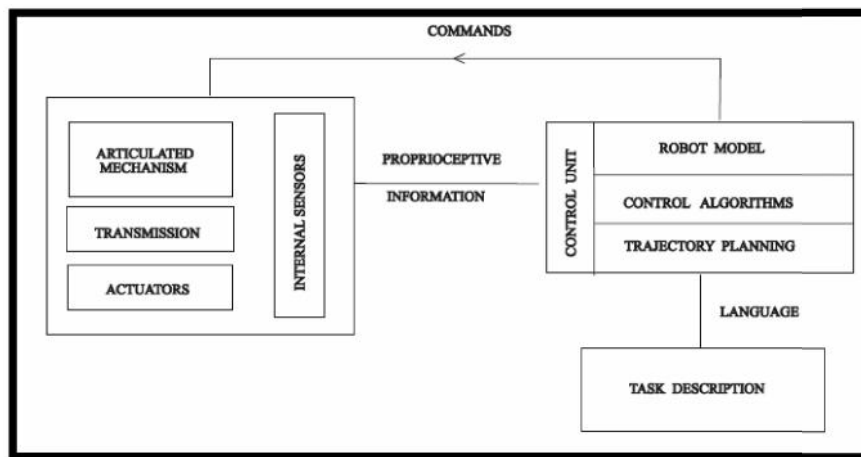 COMMANDS
ARTICULATED
MECHANISM
TRANSMISSION
ACTUATORS
INTERNAL SENSORS
PROPRIOCEPTIVE
INFORMATION
CONTROL UNIT
ROBOT MODEL
CONTROL ALGORITHMS
TRAJECTORY PLANNING
LANGUAGE
TASK DESCRIPTION